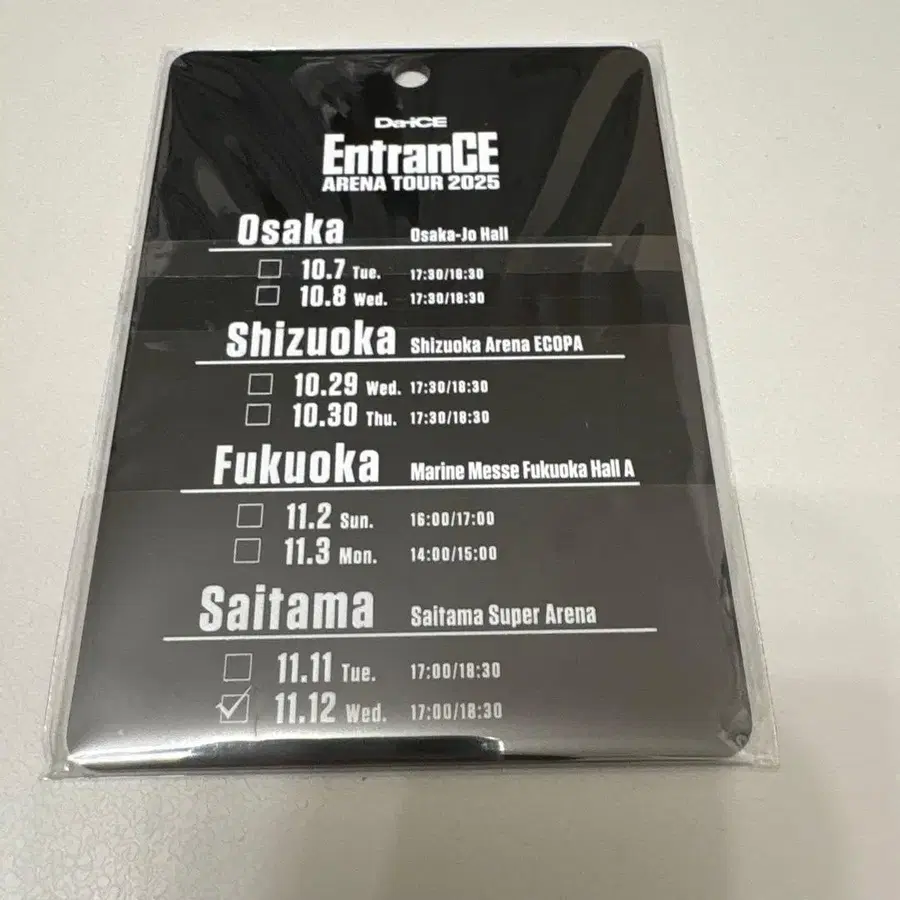 Da-iCE
EntranCE
ARENA TOUR 2025
Osaka Osaka-Jo Hall
☐ 10.7 Tue. 17:30/18:30
☐ 10.8 Wed. 17:30/18:30
Shizuoka Shizuoka Arena ECOPA
☐ 10.29 Wed. 17:30/18:30
☐ 10.30 Thu. 17:30/18:30
Fukuoka Marine Messe Fukuoka Hall A
☐ 11.2 Sun. 16:00/17:00
☐ 11.3 Mon. 14:00/15:00
Saitama Saitama Super Arena
☐ 11.11 Tue. 17:00/18:30
☑ 11.12 Wed. 17:00/18:30